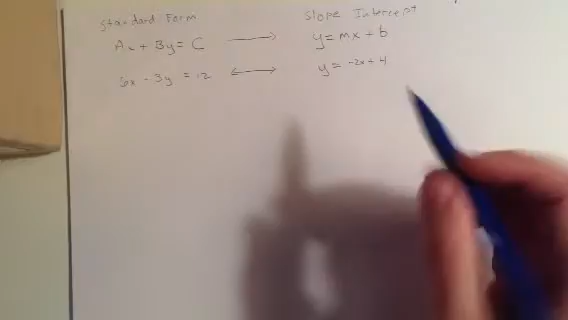 Standard Form
Slope Intercept
Ax + By = C
y = mx + b
6x - 3y = 12
y = -2x + 4